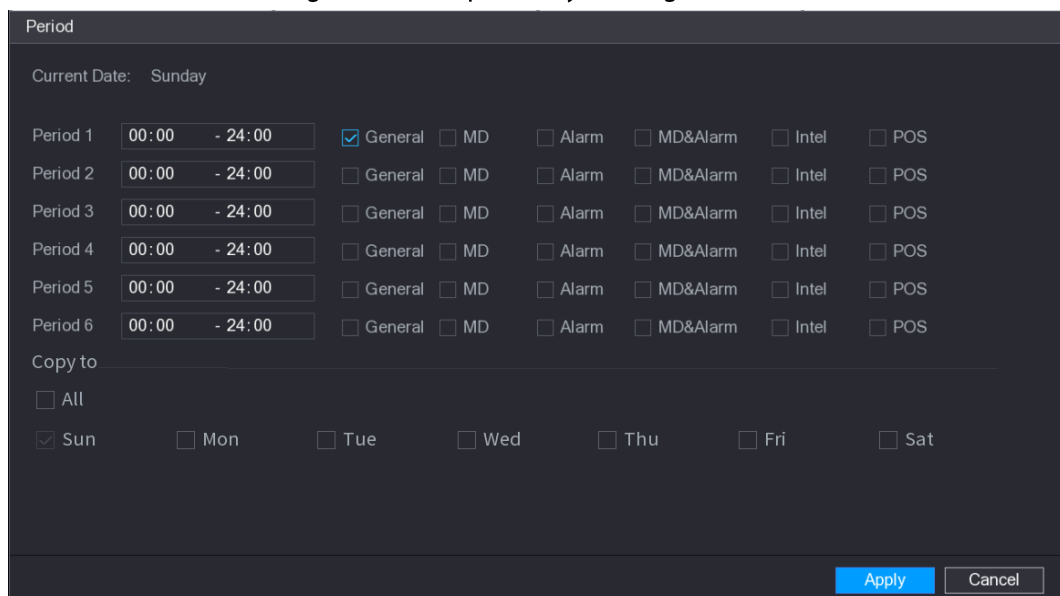 Period
Current Date: Sunday
Period 1 00:00 - 24:00 General MD Alarm MD&Alarm Intel POS
Period 2 00:00 - 24:00 General MD Alarm MD&Alarm Intel POS
Period 3 00:00 - 24:00 General MD Alarm MD&Alarm Intel POS
Period 4 00:00 - 24:00 General MD Alarm MD&Alarm Intel POS
Period 5 00:00 - 24:00 General MD Alarm MD&Alarm Intel POS
Period 6 00:00 - 24:00 General MD Alarm MD&Alarm Intel POS
Copy to
All
Sun Mon Tue Wed Thu Fri Sat
Apply Cancel